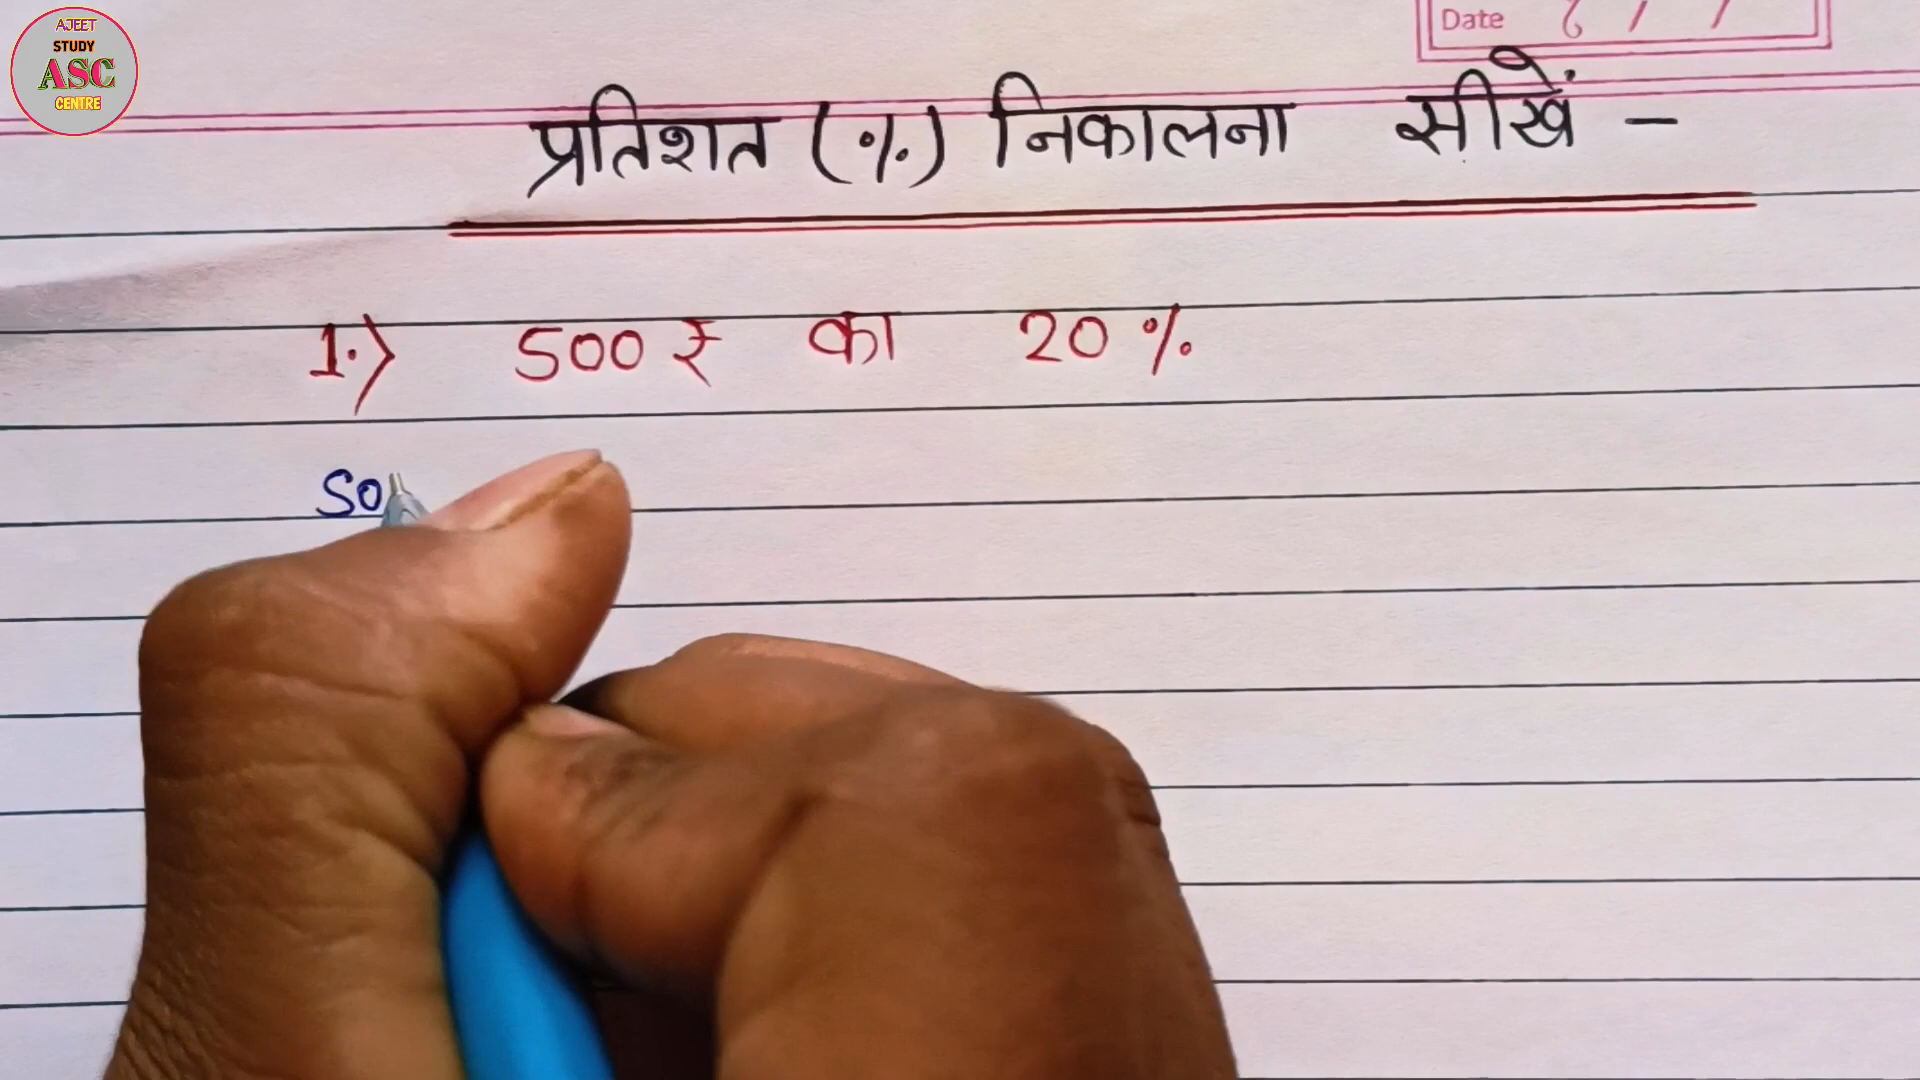 AJEET
STUDY
ASC
CENTRE
Date
प्रतिशत (%) निकालना सीखें -
1.) 500 ₹ का 20 %.
So